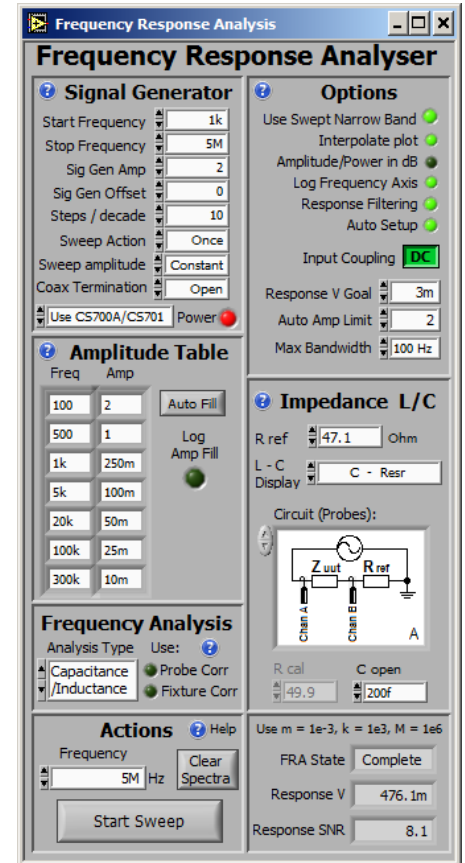 Frequency Response Analysis
Frequency Response Analyser
Signal Generator
Start Frequency 1k
Stop Frequency 5M
Sig Gen Amp 2
Sig Gen Offset 0
Steps / decade 10
Sweep Action Once
Sweep amplitude Constant
Coax Termination Open
Use CS700A/CS701 Power
Options
Use Swept Narrow Band
Interpolate plot
Amplitude/Power in dB
Log Frequency Axis
Response Filtering
Auto Setup
Input Coupling DC
Response V Goal 3m
Auto Amp Limit 2
Max Bandwidth 100 Hz
Amplitude Table
Freq Amp
100 2 Auto Fill
500 1 Log
1k 250m Amp Fill
5k 100m
20k 50m
100k 25m
300k 10m
Impedance L/C
R ref 47.1 Ohm
L - C
Display C - Resr
Circuit (Probes):
Z uut R ref
Chan A Chan B
A
R cal C open
49.9 200f
Frequency Analysis
Analysis Type Use:
Capacitance Probe Corr
/Inductance Fixture Corr
Actions Help
Frequency Clear
5M Hz Spectra
Start Sweep
Use m = 1e-3, k = 1e3, M = 1e6
FRA State Complete
Response V 476.1m
Response SNR 8.1